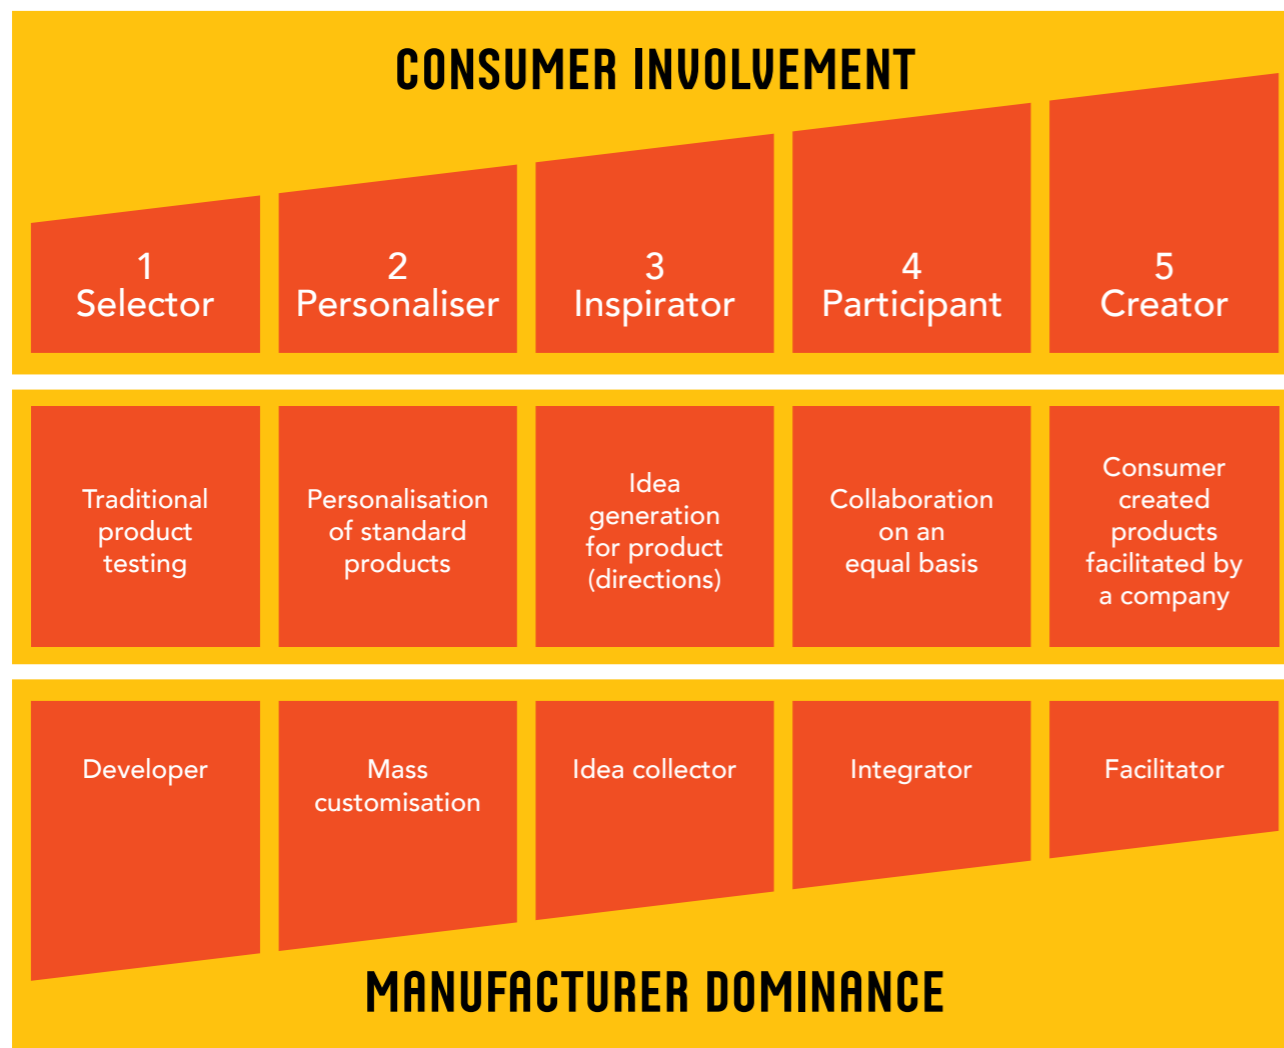 CONSUMER INVOLVEMENT
1
Selector
2
Personaliser
3
Inspirator
4
Participant
5
Creator
Traditional
product
testing
Personalisation
of standard
products
Idea
generation
for product
(directions)
Collaboration
on an
equal basis
Consumer
created
products
facilitated by
a company
Developer
Mass
customisation
Idea collector
Integrator
Facilitator
MANUFACTURER DOMINANCE